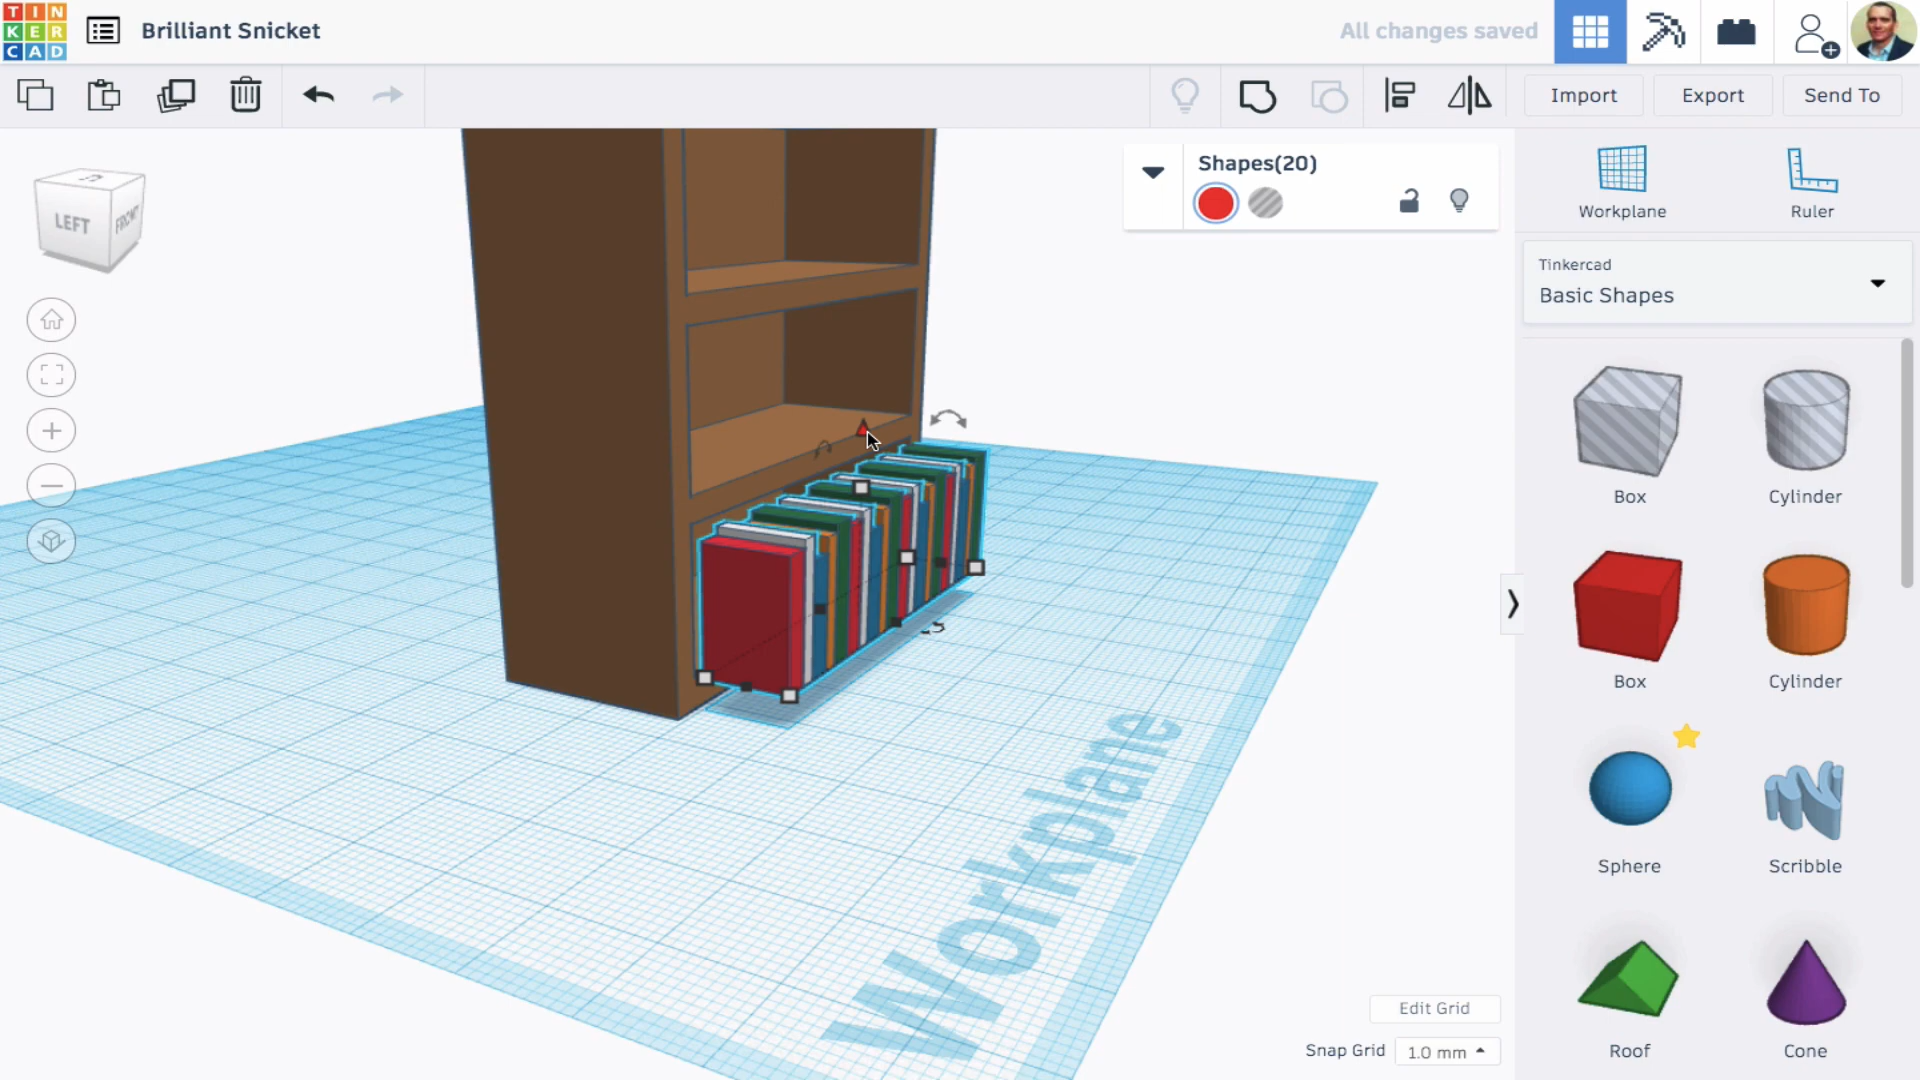 TIN
KER
CAD
Brilliant Snicket
All changes saved
Import
Export
Send To
LEFT
FRONT
Shapes(20)
Workplane
Ruler
Tinkercad
Basic Shapes
Box
Cylinder
Box
Cylinder
Sphere
Scribble
Roof
Cone
Workplane
Edit Grid
Snap Grid
1.0 mm